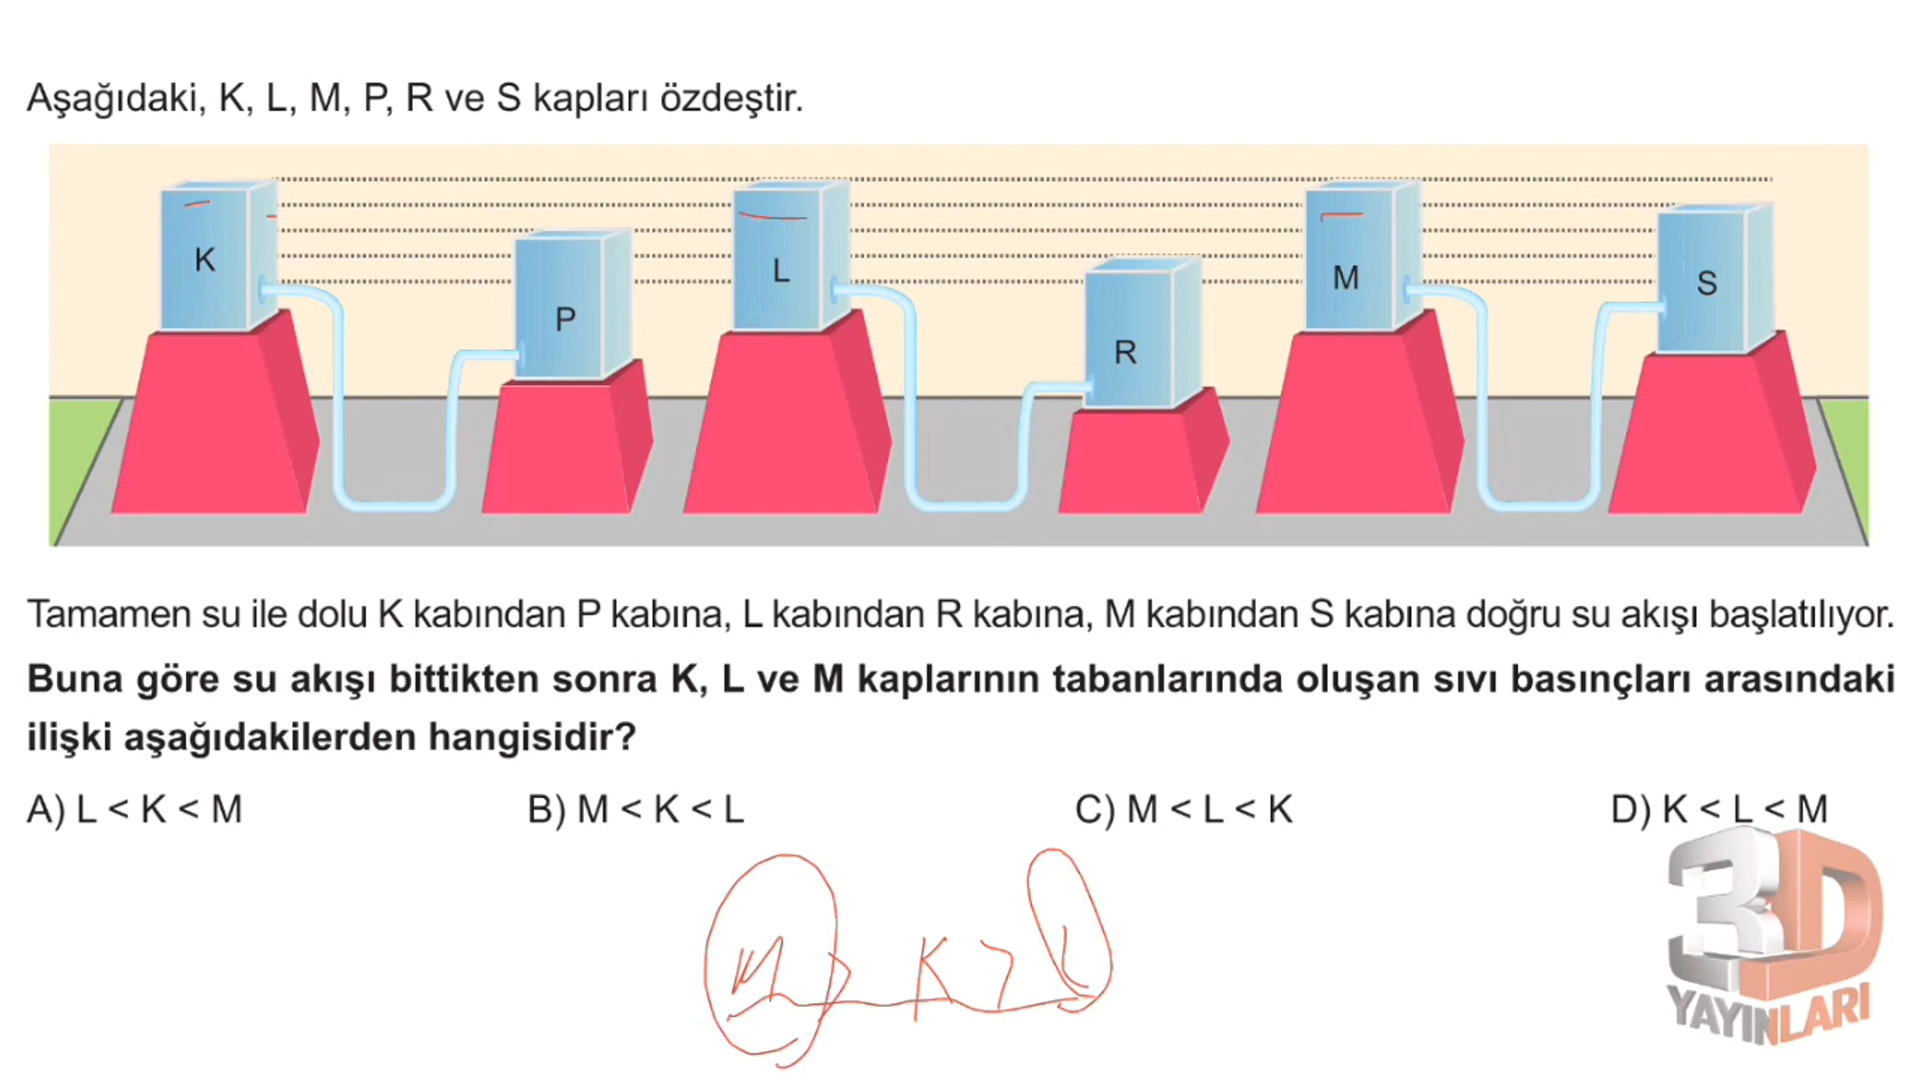 Aşağıdaki, K, L, M, P, R ve S kapları özdeştir.
K
P
L
R
M
S
Tamamen su ile dolu K kabından P kabına, L kabından R kabına, M kabından S kabına doğru su akışı başlatılıyor.
Buna göre su akışı bittikten sonra K, L ve M kaplarının tabanlarında oluşan sıvı basınçları arasındaki
ilişki aşağıdakilerden hangisidir?
A) L < K < M
B) M < K < L
C) M < L < K
D) K < L < M
M > K > L
3D
YAYINLARI